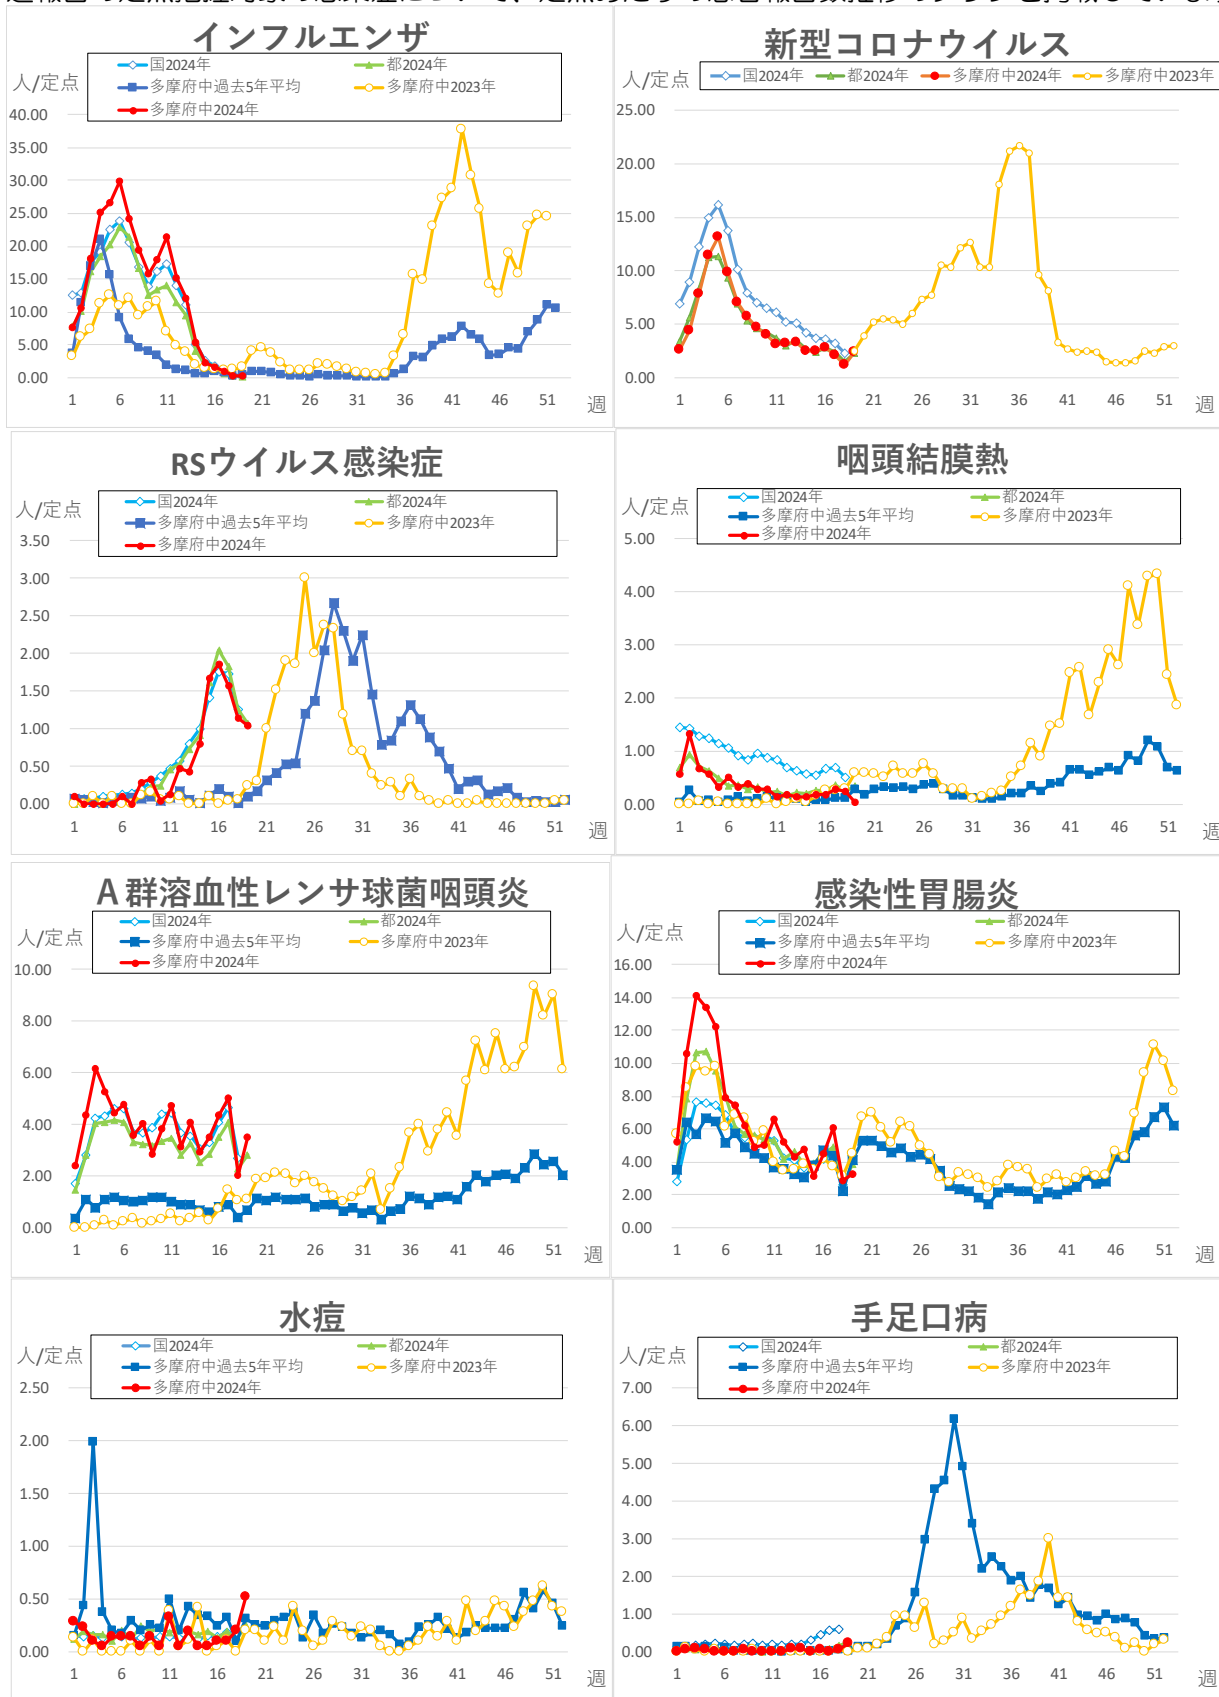 インフルエンザ
国2024年 都2024年
多摩府中過去5年平均 多摩府中2023年
多摩府中2024年
人/定点
40.00
35.00
30.00
25.00
20.00
15.00
10.00
5.00
0.00
1 6 11 16 21 26 31 36 41 46 51 週
新型コロナウイルス
国2024年 都2024年 多摩府中2024年 多摩府中2023年
人/定点
25.00
20.00
15.00
10.00
5.00
0.00
1 6 11 16 21 26 31 36 41 46 51 週
RSウイルス感染症
国2024年 都2024年
多摩府中過去5年平均 多摩府中2023年
多摩府中2024年
人/定点
3.50
3.00
2.50
2.00
1.50
1.00
0.50
0.00
1 6 11 16 21 26 31 36 41 46 51 週
咽頭結膜熱
国2024年 都2024年
多摩府中過去5年平均 多摩府中2023年
多摩府中2024年
人/定点
5.00
4.00
3.00
2.00
1.00
0.00
1 6 11 16 21 26 31 36 41 46 51 週
A群溶血性レンサ球菌咽頭炎
国2024年 都2024年
多摩府中過去5年平均 多摩府中2023年
多摩府中2024年
人/定点
10.00
8.00
6.00
4.00
2.00
0.00
1 6 11 16 21 26 31 36 41 46 51 週
感染性胃腸炎
国2024年 都2024年
多摩府中過去5年平均 多摩府中2023年
多摩府中2024年
人/定点
16.00
14.00
12.00
10.00
8.00
6.00
4.00
2.00
0.00
1 6 11 16 21 26 31 36 41 46 51 週
水痘
国2024年 都2024年
多摩府中過去5年平均 多摩府中2023年
多摩府中2024年
人/定点
2.50
2.00
1.50
1.00
0.50
0.00
1 6 11 16 21 26 31 36 41 46 51 週
手足口病
国2024年 都2024年
多摩府中過去5年平均 多摩府中2023年
多摩府中2024年
人/定点
7.00
6.00
5.00
4.00
3.00
2.00
1.00
0.00
1 6 11 16 21 26 31 36 41 46 51 週